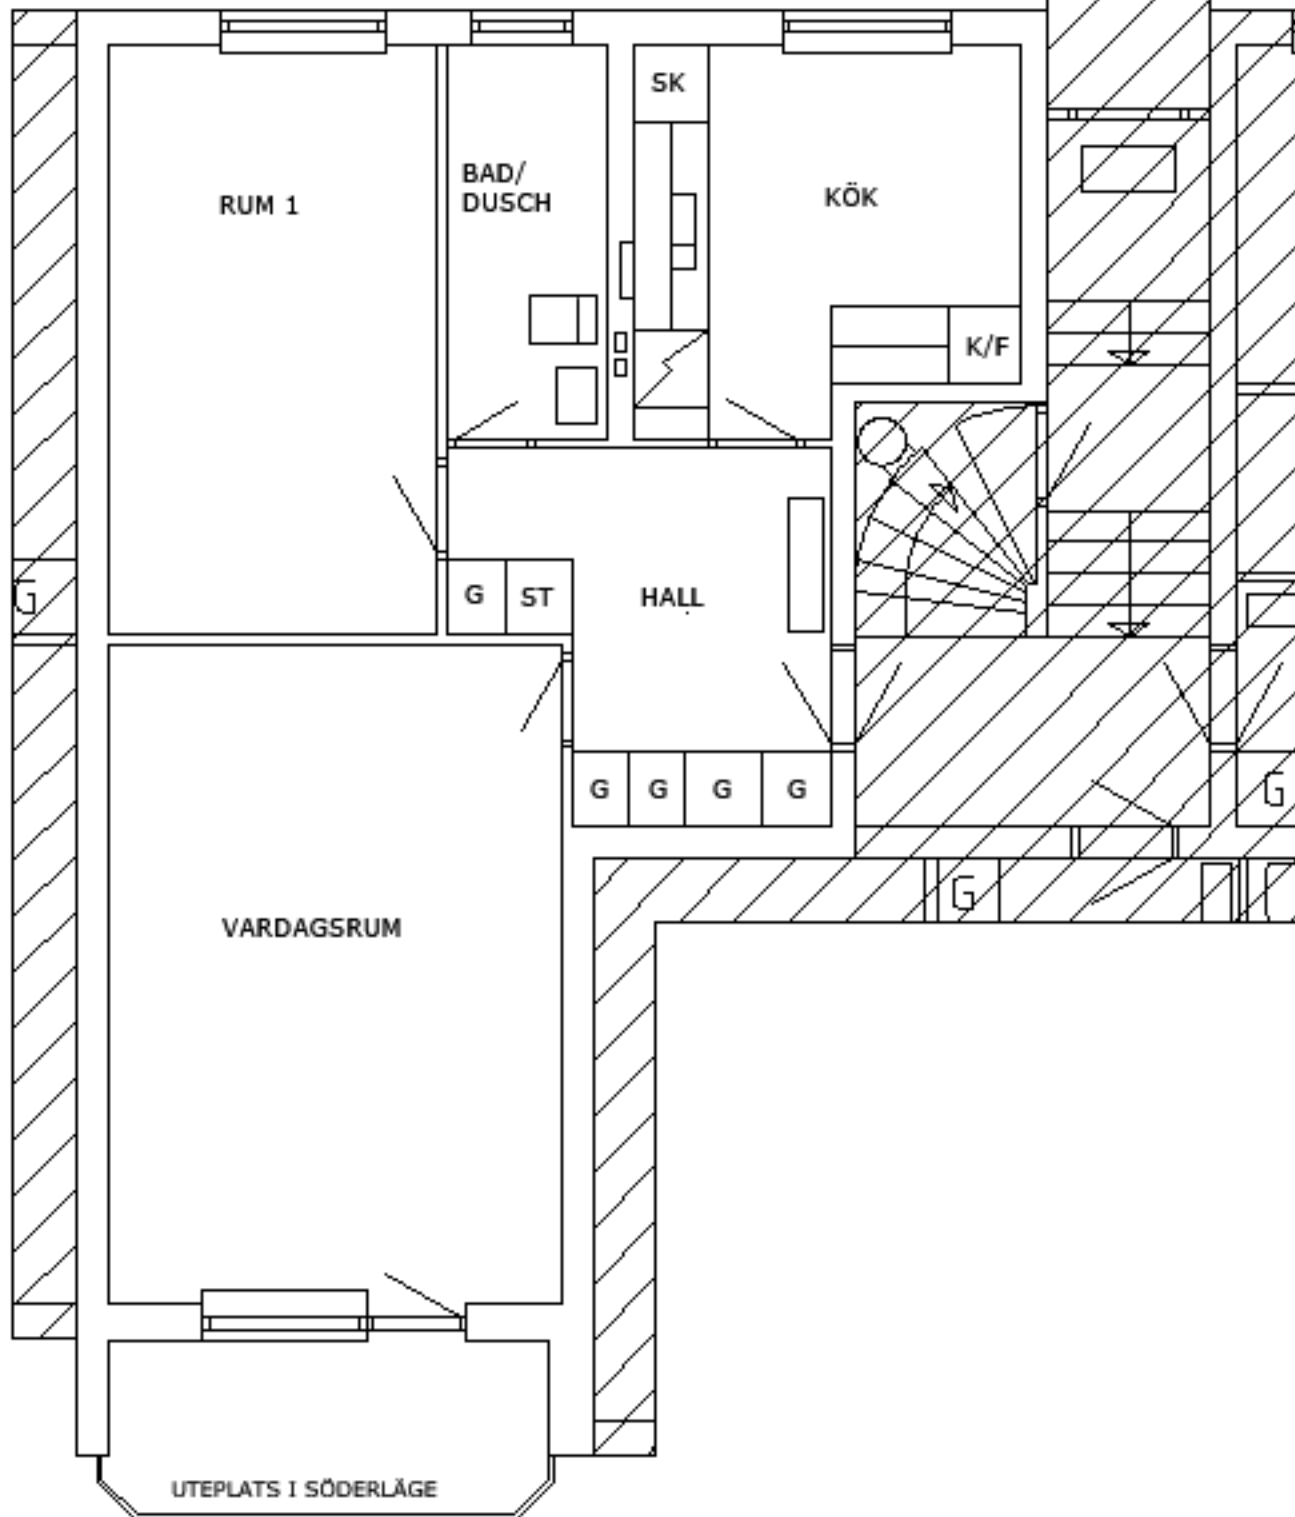 SK
BAD/
DUSCH
RUM 1
KÖK
K/F
G
G
ST
HALL
G
G
G
G
G
G
VARDAGSRUM
UTEPLATS I SÖDERLÄGE